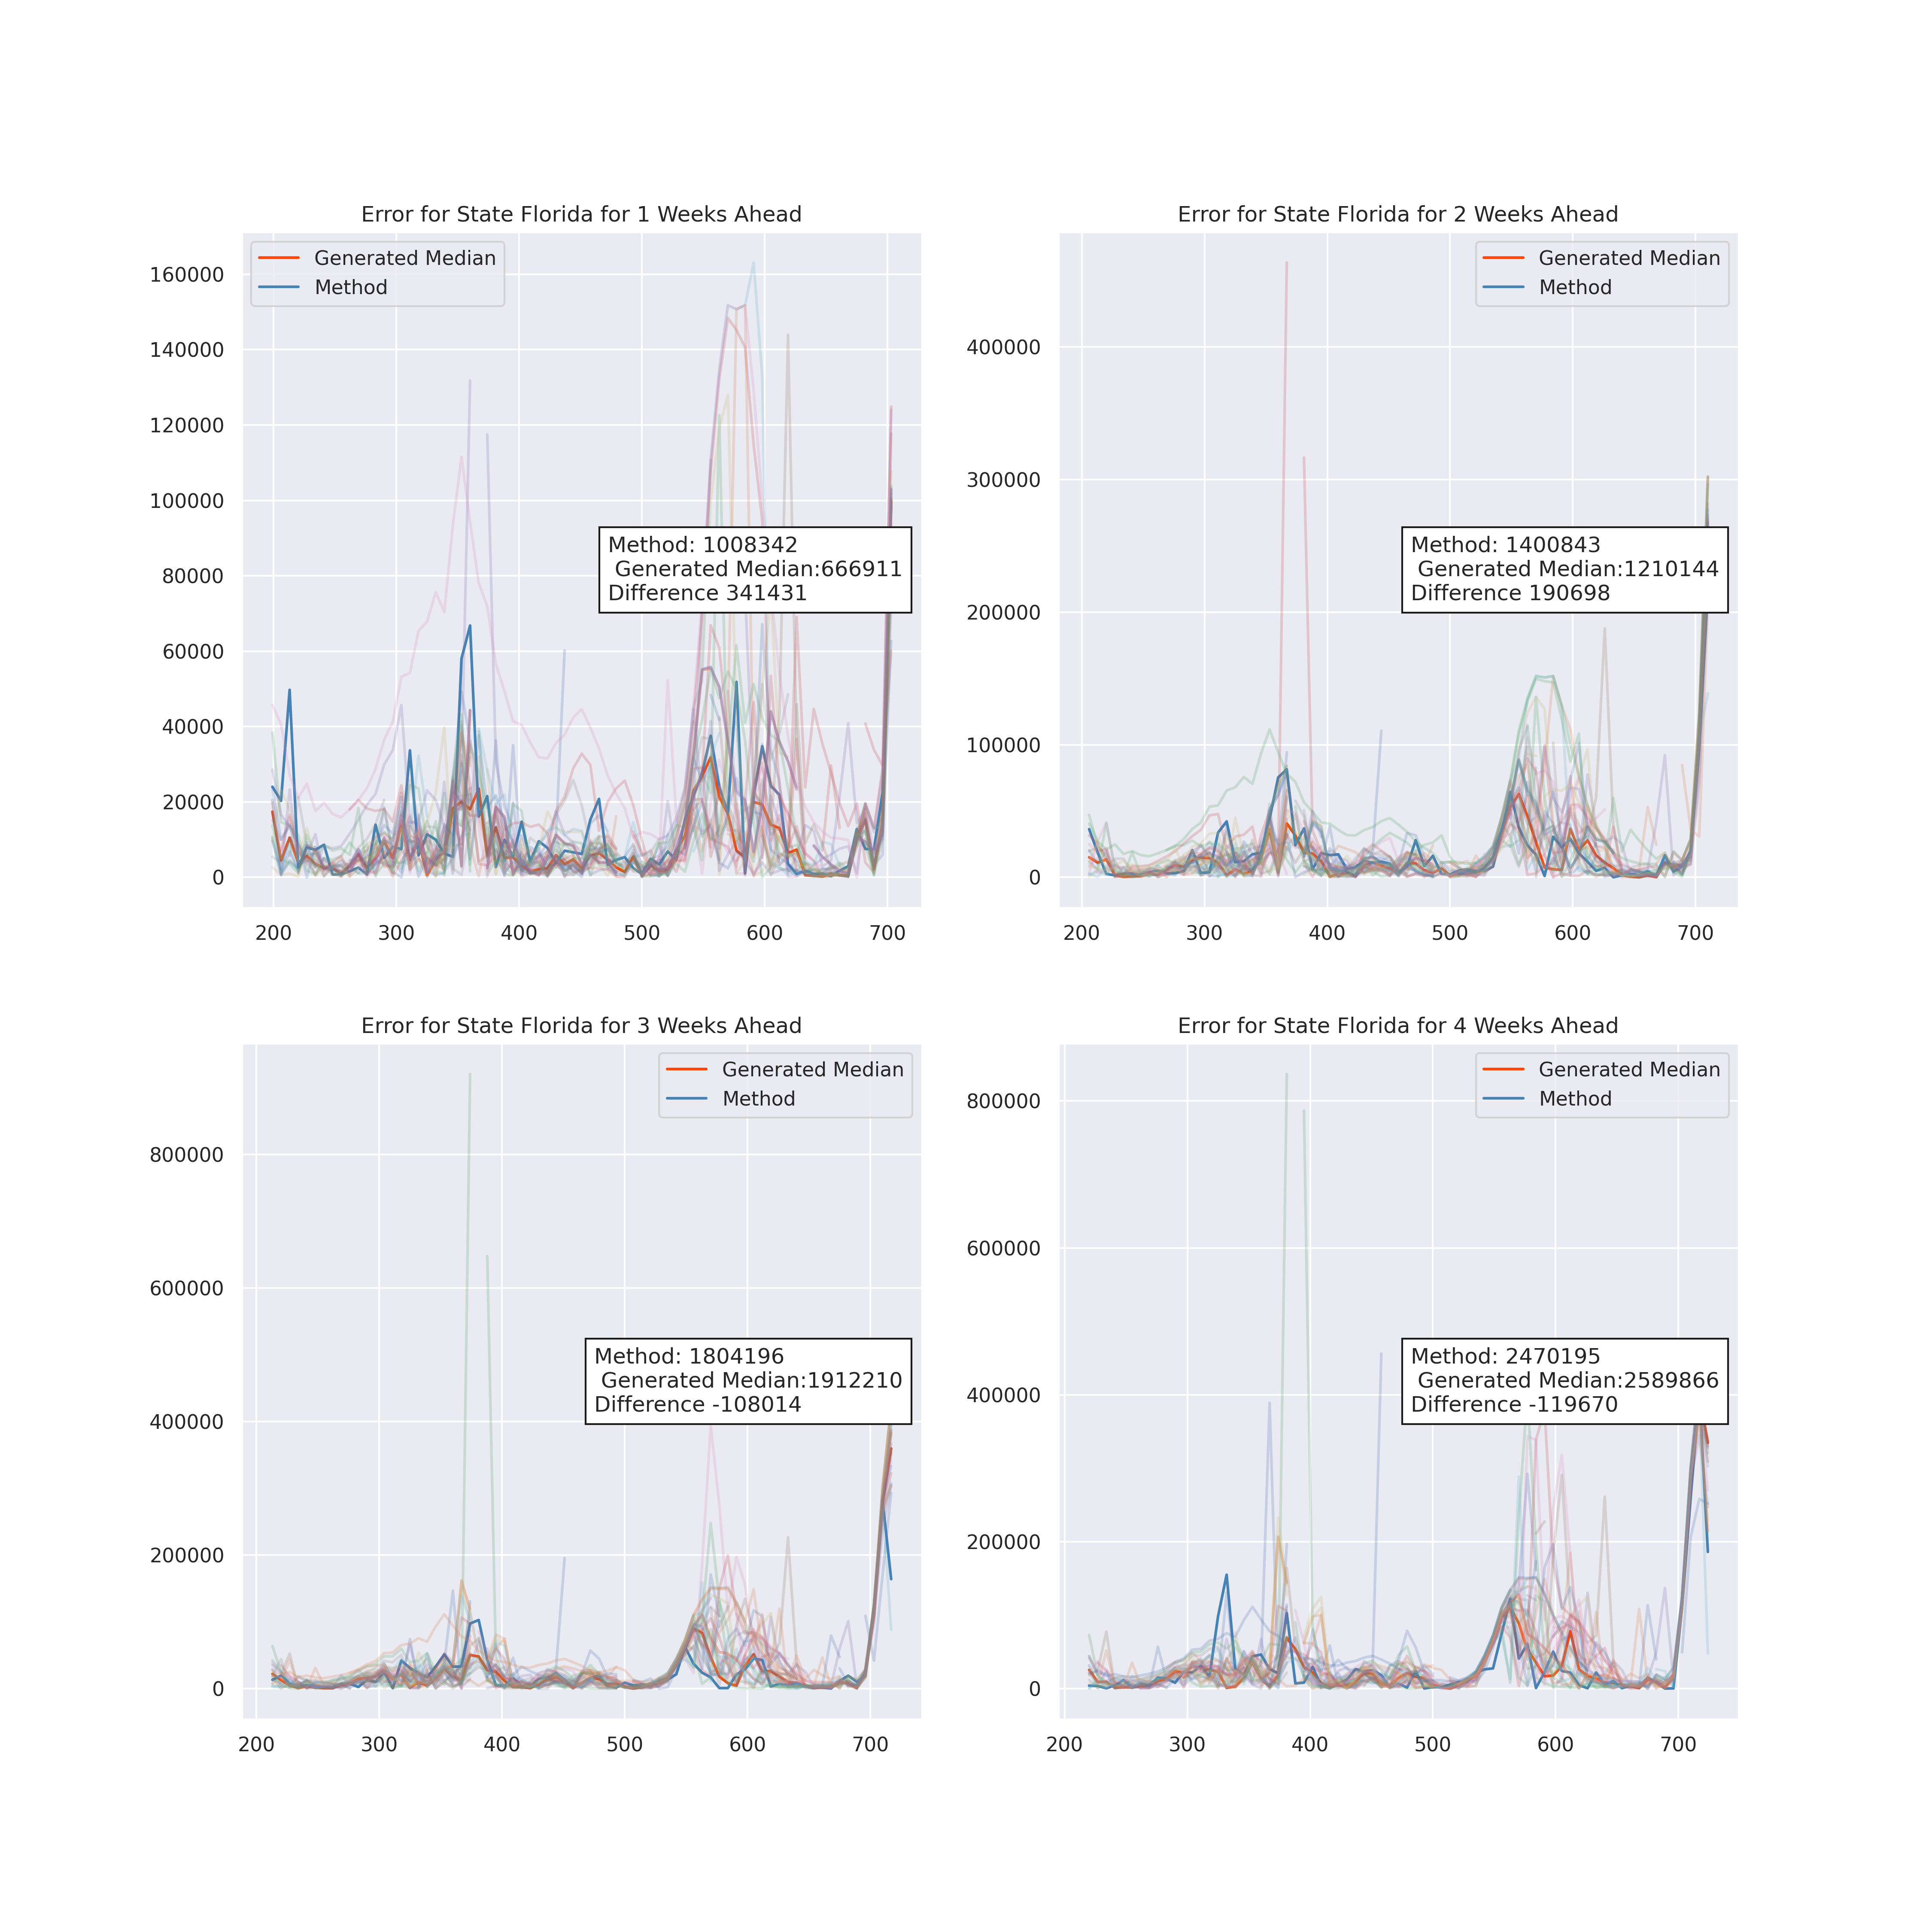 Error for State Florida for 1 Weeks Ahead
Generated Median
Method
160000
140000
120000
100000
80000
60000
40000
20000
0
Method: 1008342
Generated Median:666911
Difference 341431
200 300 400 500 600 700
Error for State Florida for 2 Weeks Ahead
Generated Median
Method
400000
300000
200000
100000
0
Method: 1400843
Generated Median:1210144
Difference 190698
200 300 400 500 600 700
Error for State Florida for 3 Weeks Ahead
Generated Median
Method
800000
600000
400000
200000
0
Method: 1804196
Generated Median:1912210
Difference -108014
200 300 400 500 600 700
Error for State Florida for 4 Weeks Ahead
Generated Median
Method
800000
600000
400000
200000
0
Method: 2470195
Generated Median:2589866
Difference -119670
200 300 400 500 600 700